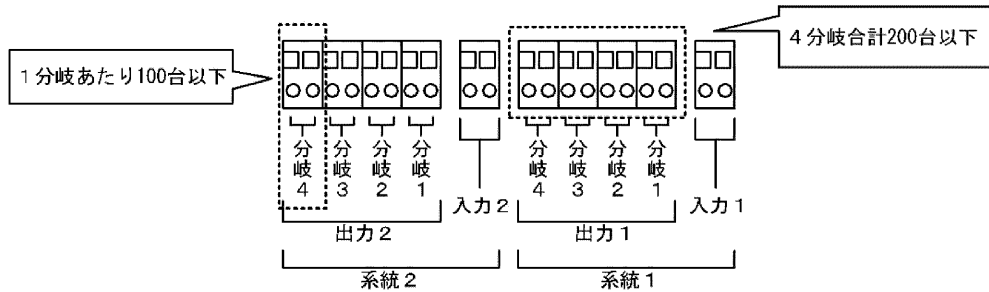 4分岐合計200台以下
1分岐あたり100台以下
分岐4
分岐3
分岐2
分岐1
分岐4
分岐3
分岐2
分岐1
入力2
入力1
出力2
出力1
系統2
系統1